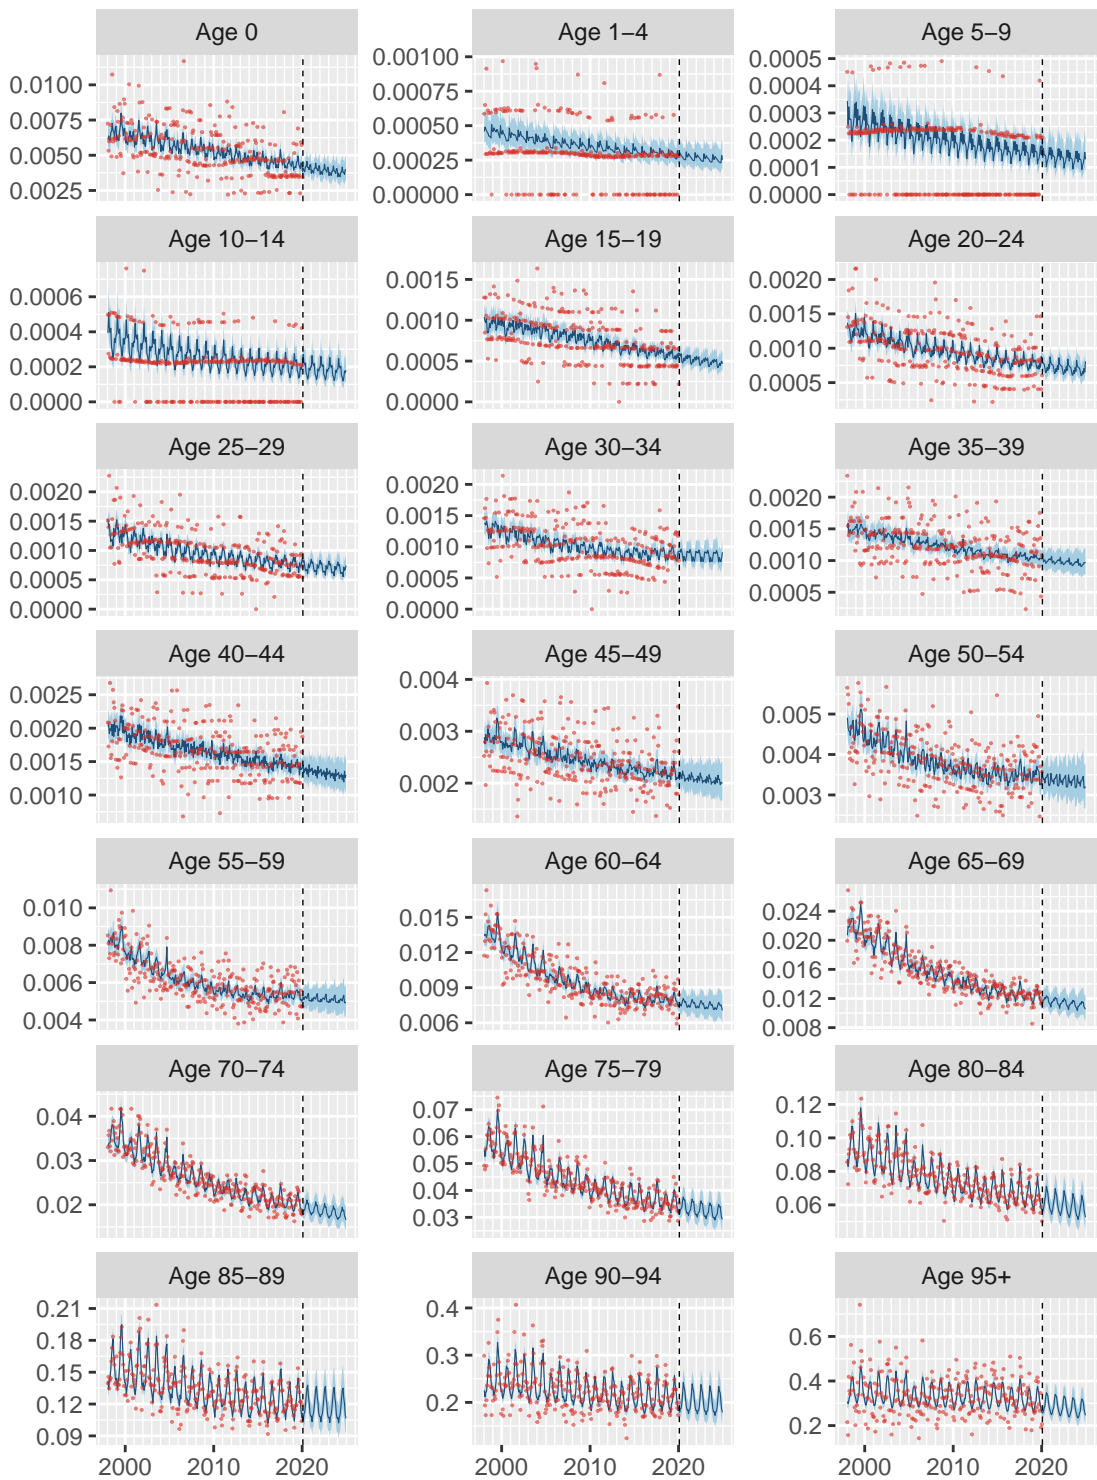 Age 0 Age 1–4 Age 5–9
0.0100 0.0075 0.0050 0.0025
0.00100 0.00075 0.00050 0.00025 0.00000
0.0005 0.0004 0.0003 0.0002 0.0001 0.0000
Age 10–14 Age 15–19 Age 20–24
0.0006 0.0004 0.0002 0.0000
0.0015 0.0010 0.0005 0.0000
0.0020 0.0015 0.0010 0.0005
Age 25–29 Age 30–34 Age 35–39
0.0020 0.0015 0.0010 0.0005 0.0000
0.0020 0.0015 0.0010 0.0005 0.0000
0.0020 0.0015 0.0010 0.0005
Age 40–44 Age 45–49 Age 50–54
0.0025 0.0020 0.0015 0.0010
0.004 0.003 0.002
0.005 0.004 0.003
Age 55–59 Age 60–64 Age 65–69
0.010 0.008 0.006 0.004
0.015 0.012 0.009 0.006
0.024 0.020 0.016 0.012 0.008
Age 70–74 Age 75–79 Age 80–84
0.04 0.03 0.02
0.07 0.06 0.05 0.04 0.03
0.12 0.10 0.08 0.06
Age 85–89 Age 90–94 Age 95+
0.21 0.18 0.15 0.12 0.09
0.4 0.3 0.2
0.6 0.4 0.2
2000 2010 2020 2000 2010 2020 2000 2010 2020